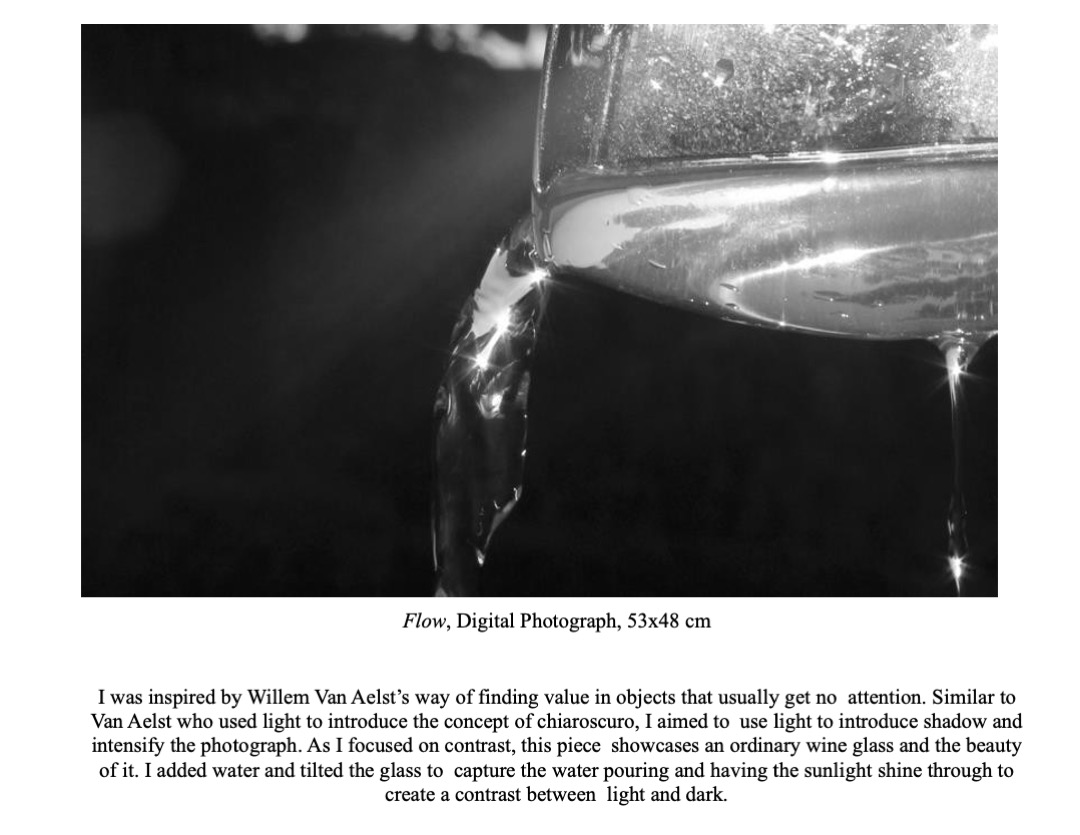 Flow, Digital Photograph, 53x48 cm
I was inspired by Willem Van Aelst’s way of finding value in objects that usually get no attention. Similar to
Van Aelst who used light to introduce the concept of chiaroscuro, I aimed to use light to introduce shadow and
intensify the photograph. As I focused on contrast, this piece showcases an ordinary wine glass and the beauty
of it. I added water and tilted the glass to capture the water pouring and having the sunlight shine through to
create a contrast between light and dark.